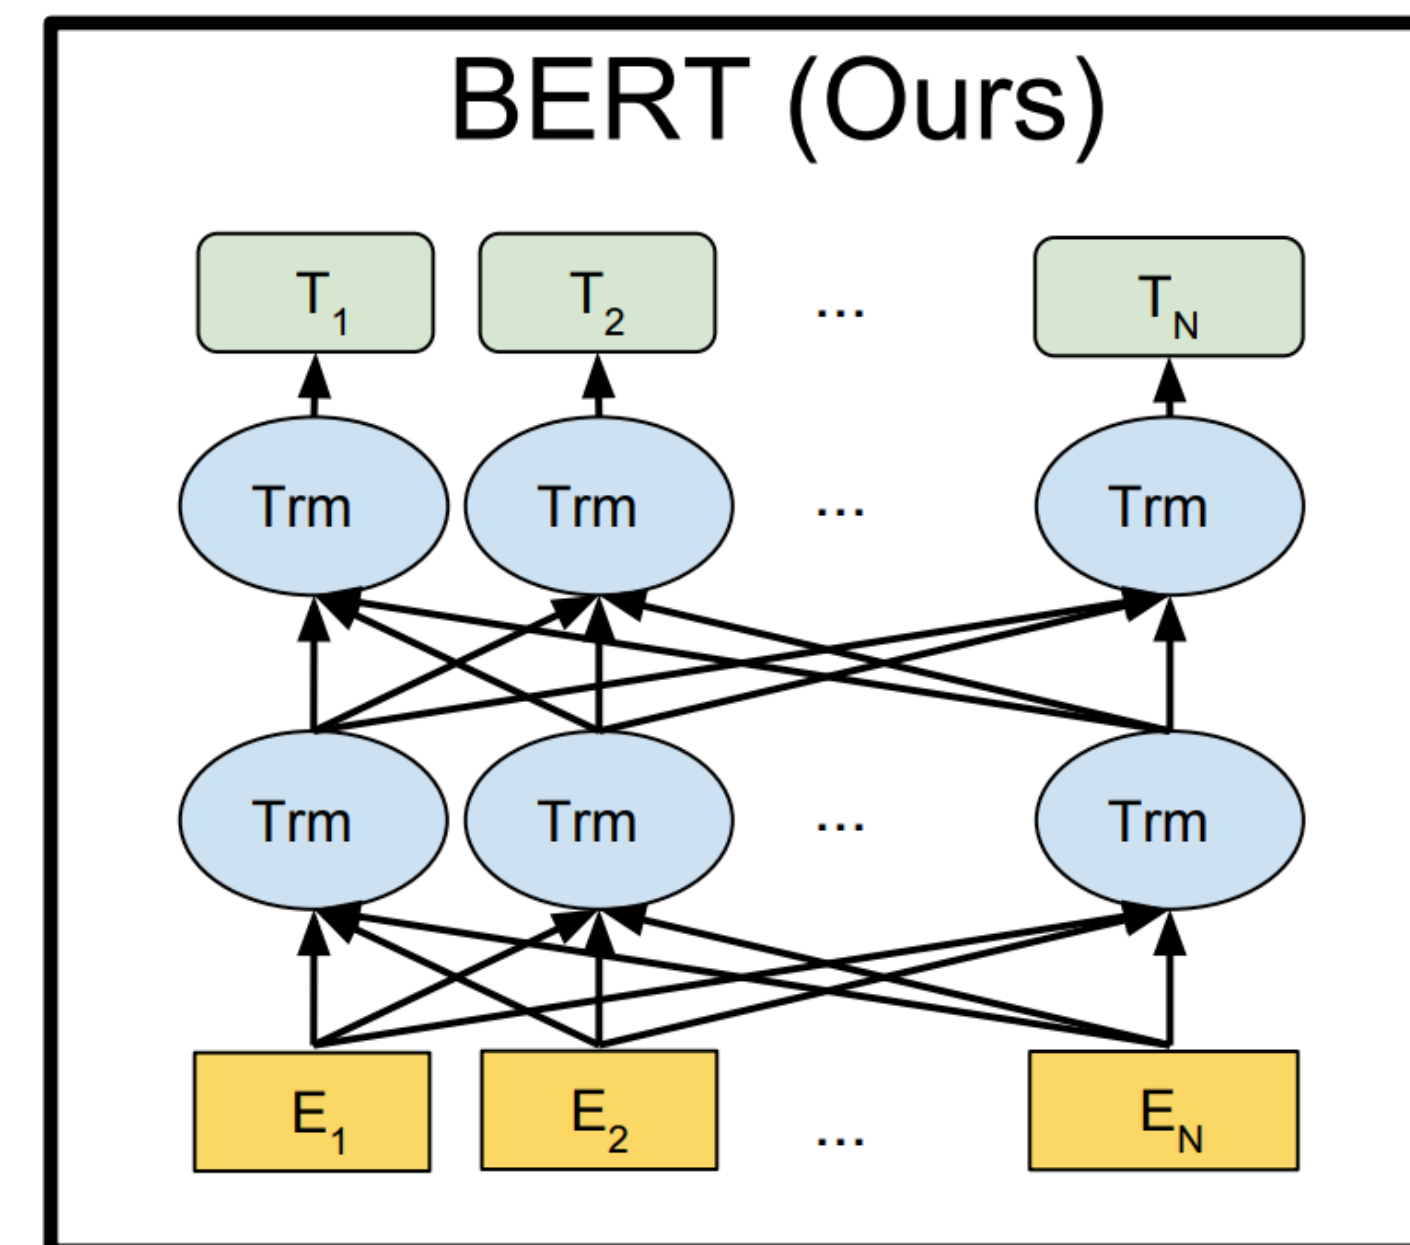 BERT (Ours)
T1 T2 ... TN
Trm Trm ... Trm
Trm Trm ... Trm
E1 E2 ... EN